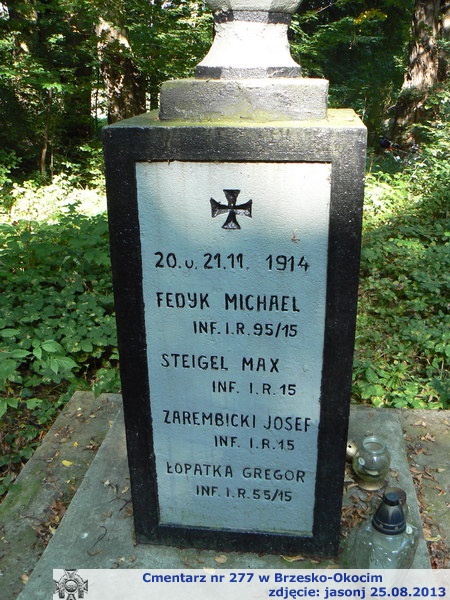 20. u. 21.11. 1914
FEDYK MICHAEL
INF. I.R. 95/15
STEIGEL MAX
INF. I.R. 15
ZAREMBICKI JOSEF
INF. I.R. 15
ŁOPATKA GREGOR
INF. I.R. 55/15
Cmentarz nr 277 w Brzesko-Okocim
zdjęcie: jasonj 25.08.2013